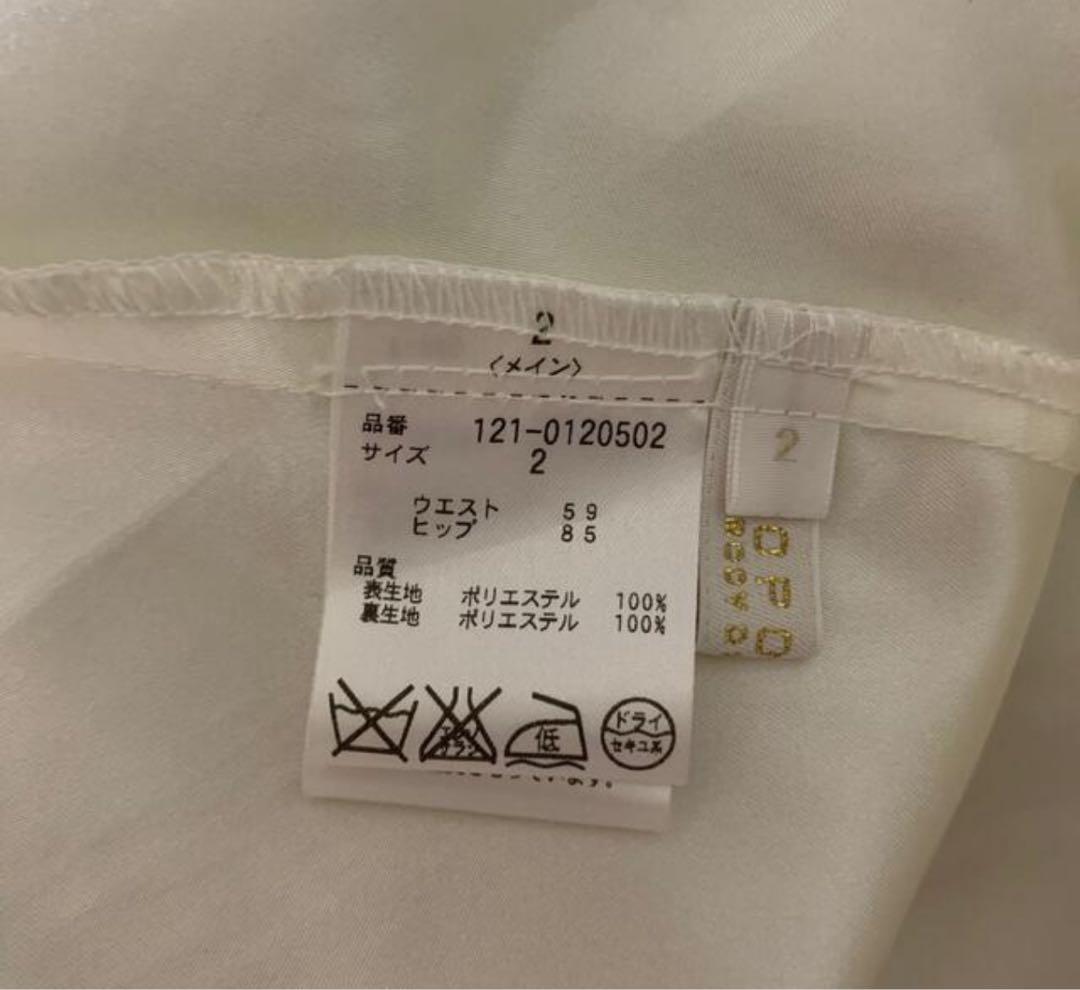 2
〈メイン〉
品番 121-0120502
サイズ 2
ウエスト 59
ヒップ 85
品質
表生地 ポリエステル 100%
裏生地 ポリエステル 100%
低
ドライ
セキユ系
2